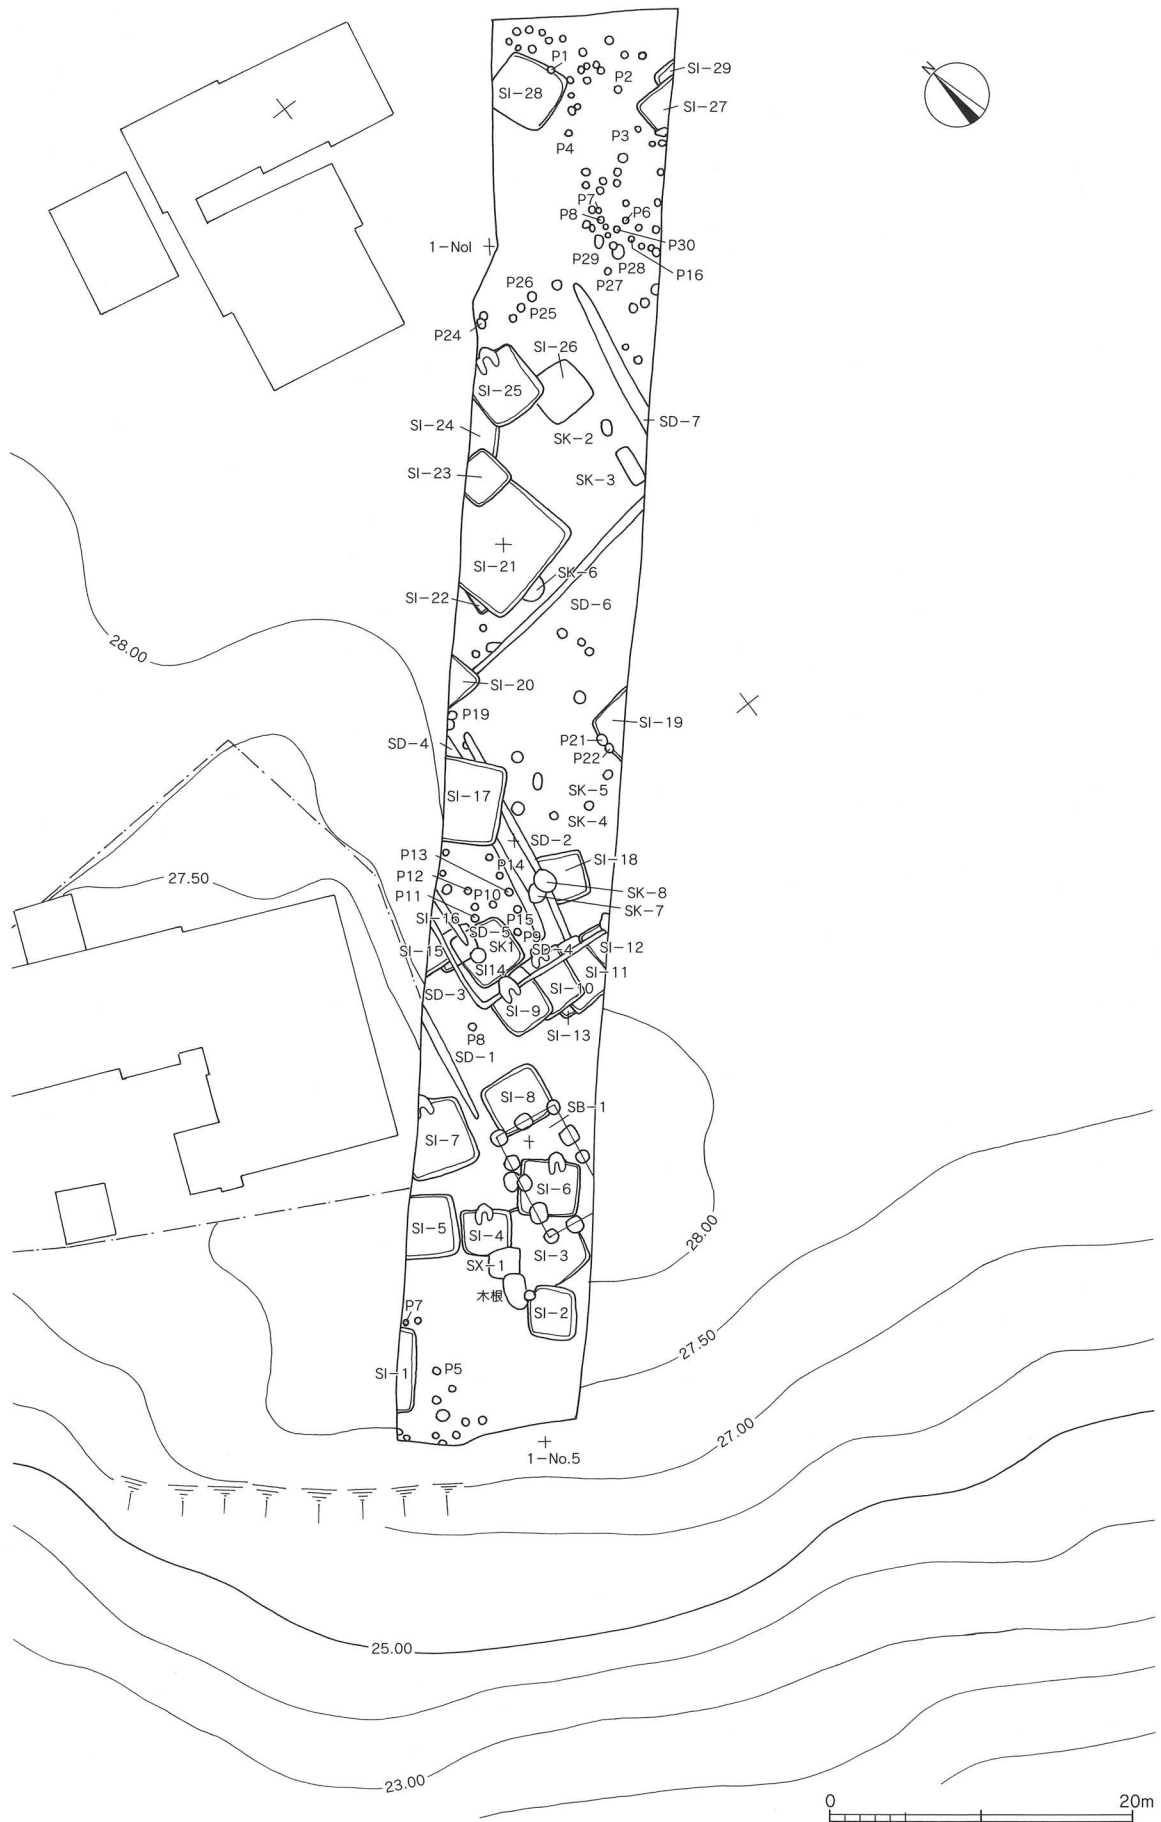 P1
SI-29
SI-28
P2
SI-27
N
P3
P4
P7
P8
P6
1-NoI
P30
P29
P28
P16
P27
P26
P25
P24
SI-26
SI-25
SI-24
SK-2
SD-7
SI-23
SK-3
SI-21
SK-6
SI-22
SD-6
28.00
SI-20
P19
SI-19
SD-4
P21
P22
SI-17
SK-5
SK-4
SD-2
P13
P14
SI-18
27.50
P12
P10
SK-8
P11
SK-7
SI-16
P15
SD-5
P9
SI-15
SK1
SD-4
SI-12
SI14
SI-11
SD-3
SI-10
SI-9
SI-13
P8
SD-1
SI-8
SB-1
SI-7
SI-6
SI-5
SI-4
SI-3
28.00
SX-1
木根
SI-2
P7
27.50
SI-1
P5
27.00
1-No.5
25.00
23.00
0 20m